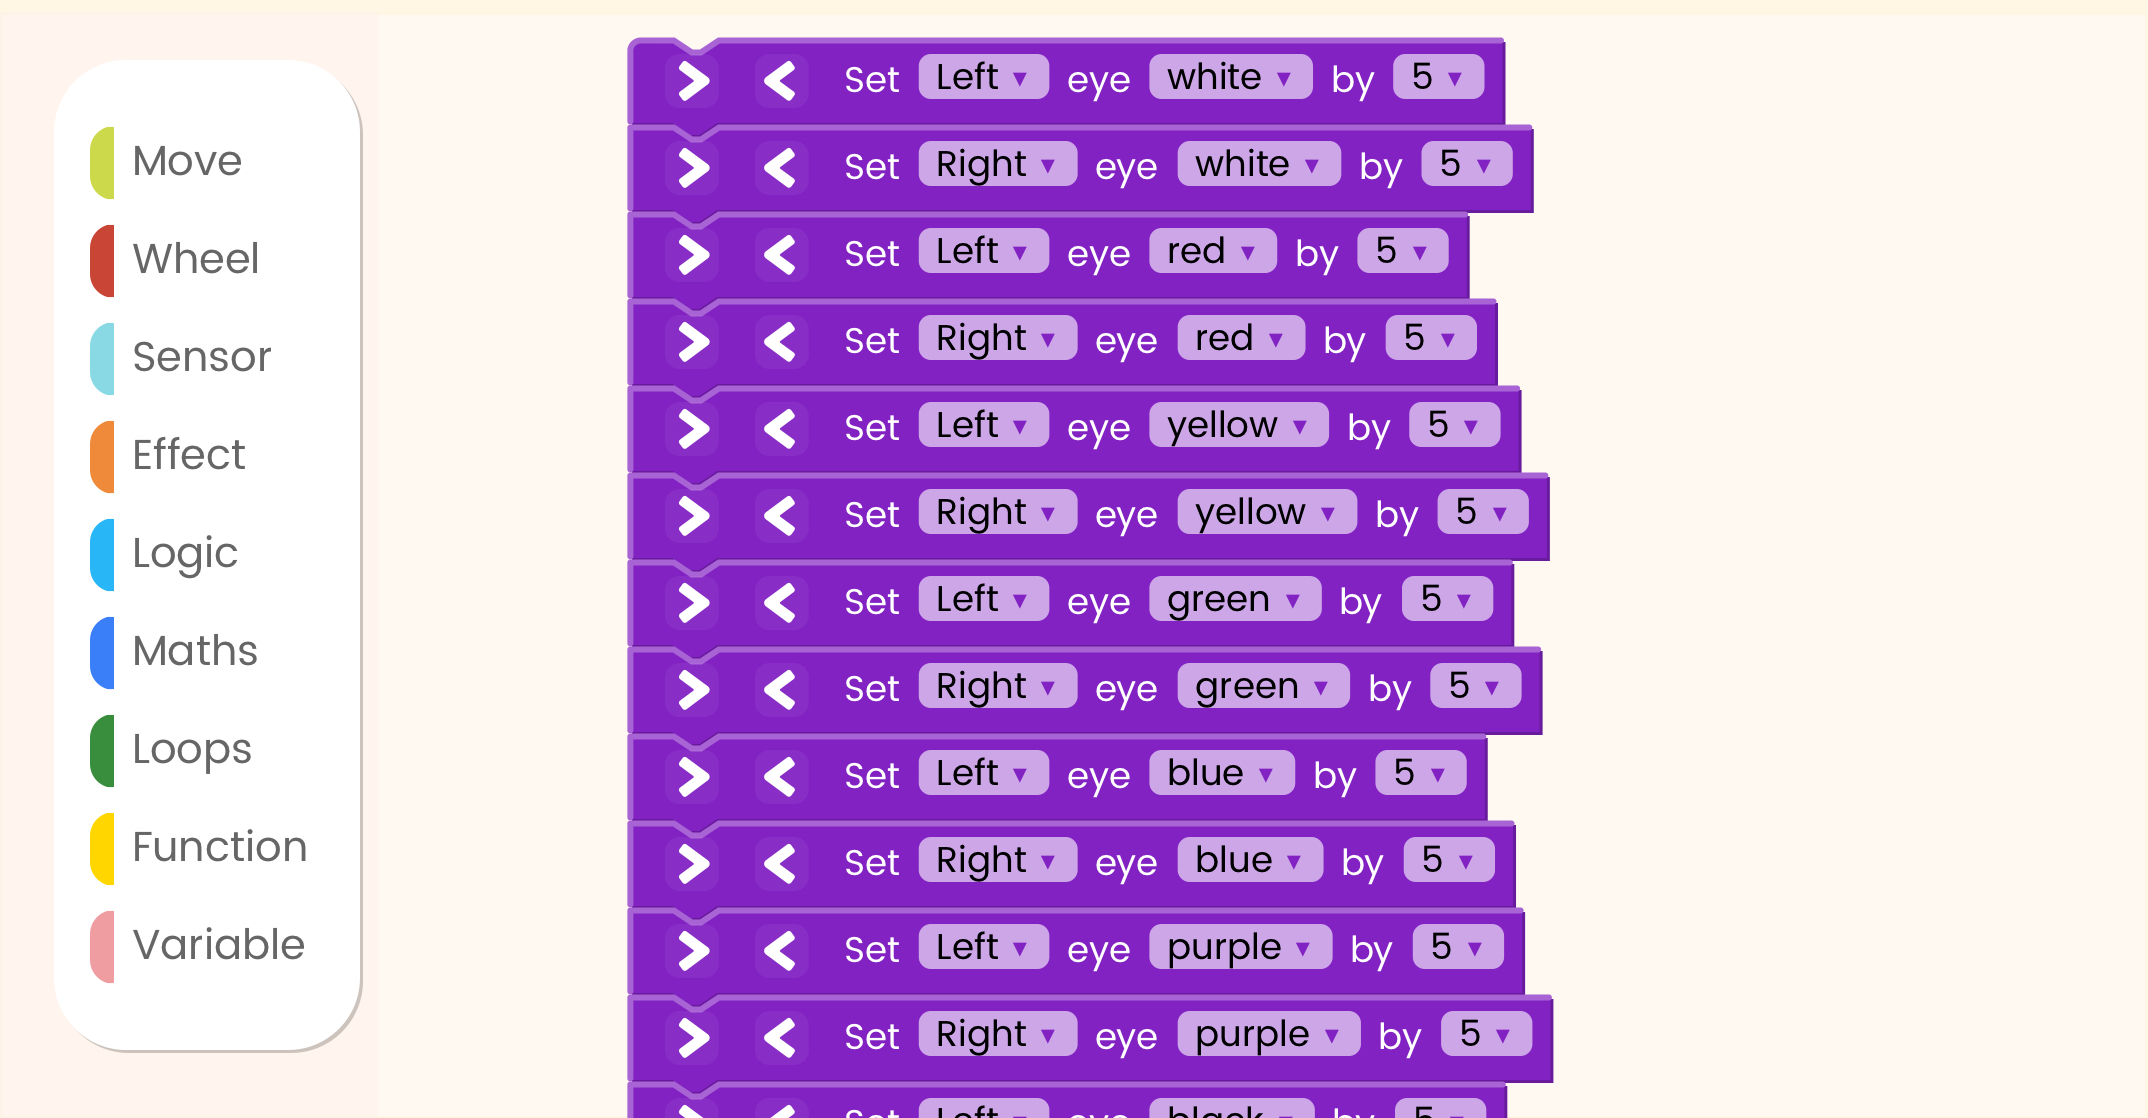 Move
Wheel
Sensor
Effect
Logic
Maths
Loops
Function
Variable
Set Left eye white by 5
Set Right eye white by 5
Set Left eye red by 5
Set Right eye red by 5
Set Left eye yellow by 5
Set Right eye yellow by 5
Set Left eye green by 5
Set Right eye green by 5
Set Left eye blue by 5
Set Right eye blue by 5
Set Left eye purple by 5
Set Right eye purple by 5
Set Left eye black by 5